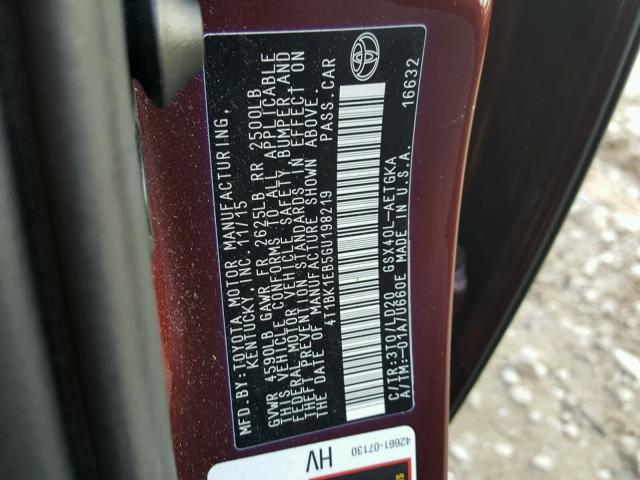 MFD.BY:TOYOTA MOTOR MANUFACTURING,
KENTUCKY, INC. 11/15
GVWR 4590LB GAWR FR 2625LB RR 2500LB
THIS VEHICLE CONFORMS TO ALL APPLICABLE
FEDERAL MOTOR VEHICLE SAFETY, BUMPER, AND
THEFT PREVENTION STANDARDS IN EFFECT ON
THE DATE OF MANUFACTURE SHOWN ABOVE.
4T1BK1EB5GU198219 PASS.CAR
C/TR:3T0/LD20 GSX40L-AETGKA
A/TM:-01A/U660E MADE IN U.S.A. 16632
42661-07130
HV